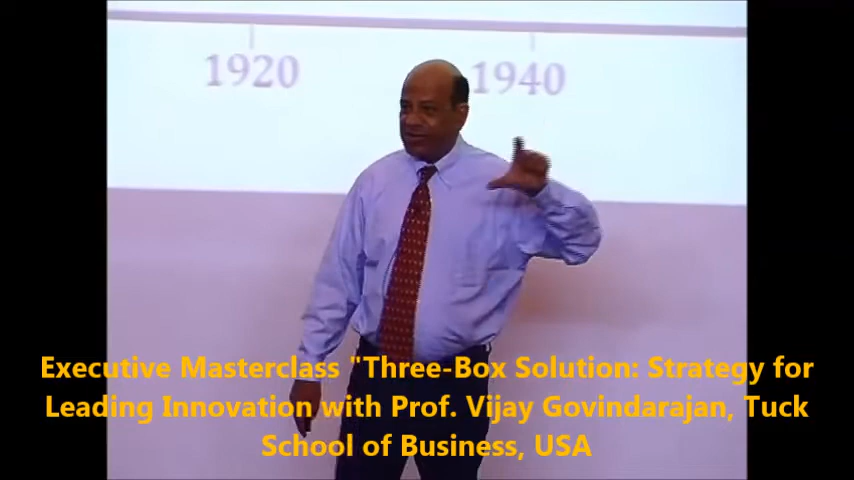 1920 1940
Executive Masterclass "Three-Box Solution: Strategy for
Leading Innovation with Prof. Vijay Govindarajan, Tuck
School of Business, USA